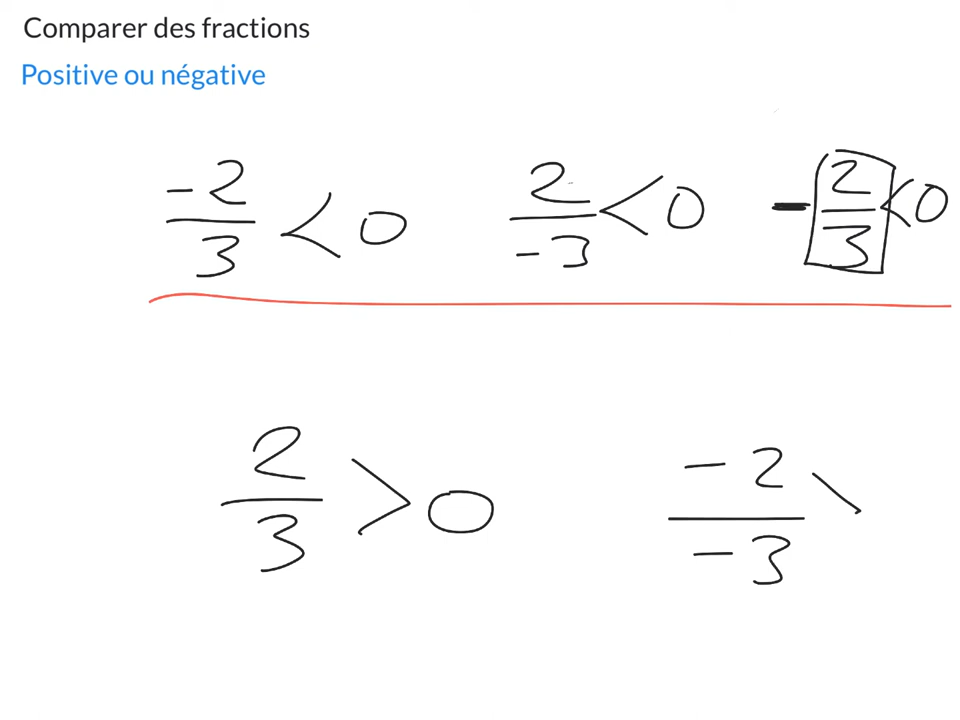 Comparer des fractions
Positive ou négative
-2/3 < 0   2/-3 < 0   -2/3 < 0
2/3 > 0   -2/-3 \